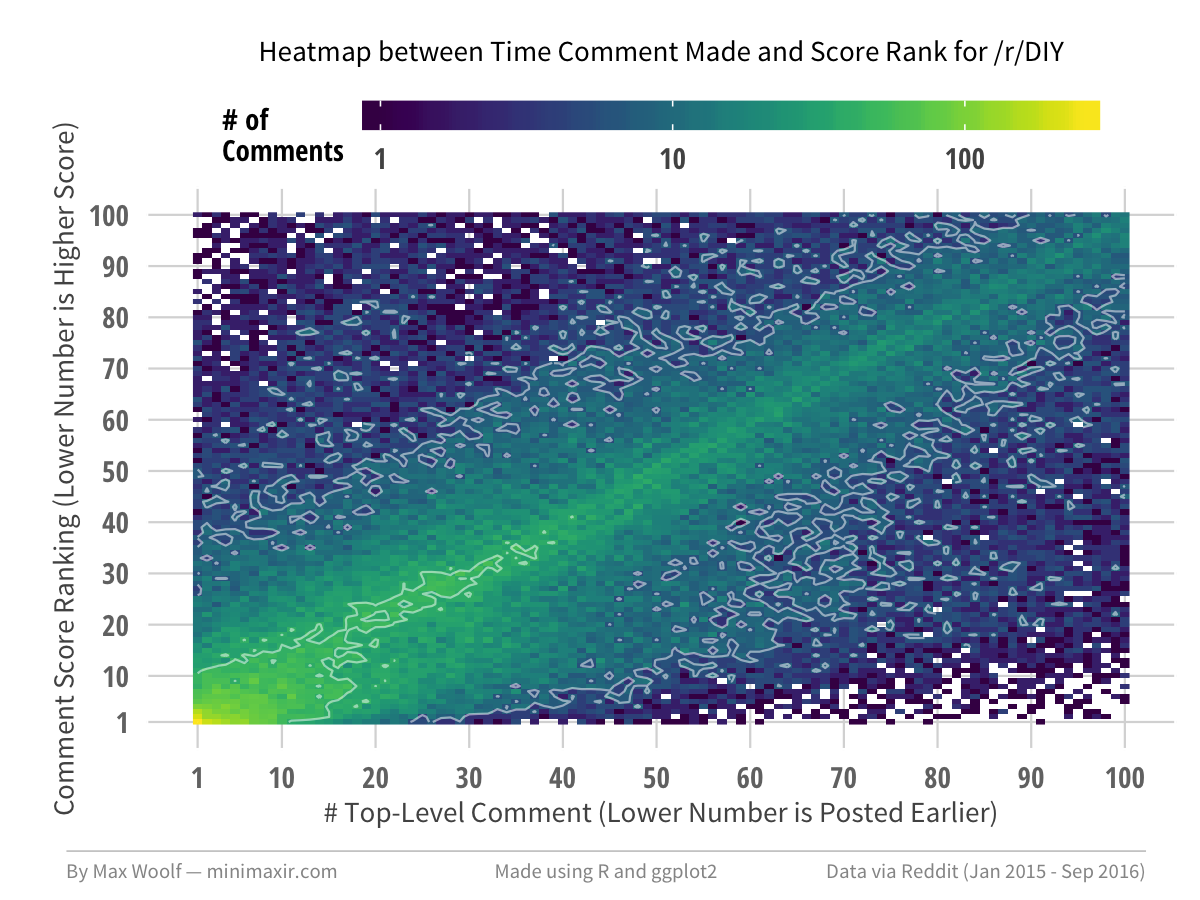 Heatmap between Time Comment Made and Score Rank for /r/DIY
# of
Comments
1 10 100
Comment Score Ranking (Lower Number is Higher Score)
100
90
80
70
60
50
40
30
20
10
1
1 10 20 30 40 50 60 70 80 90 100
# Top-Level Comment (Lower Number is Posted Earlier)
By Max Woolf — minimaxir.com Made using R and ggplot2 Data via Reddit (Jan 2015 - Sep 2016)